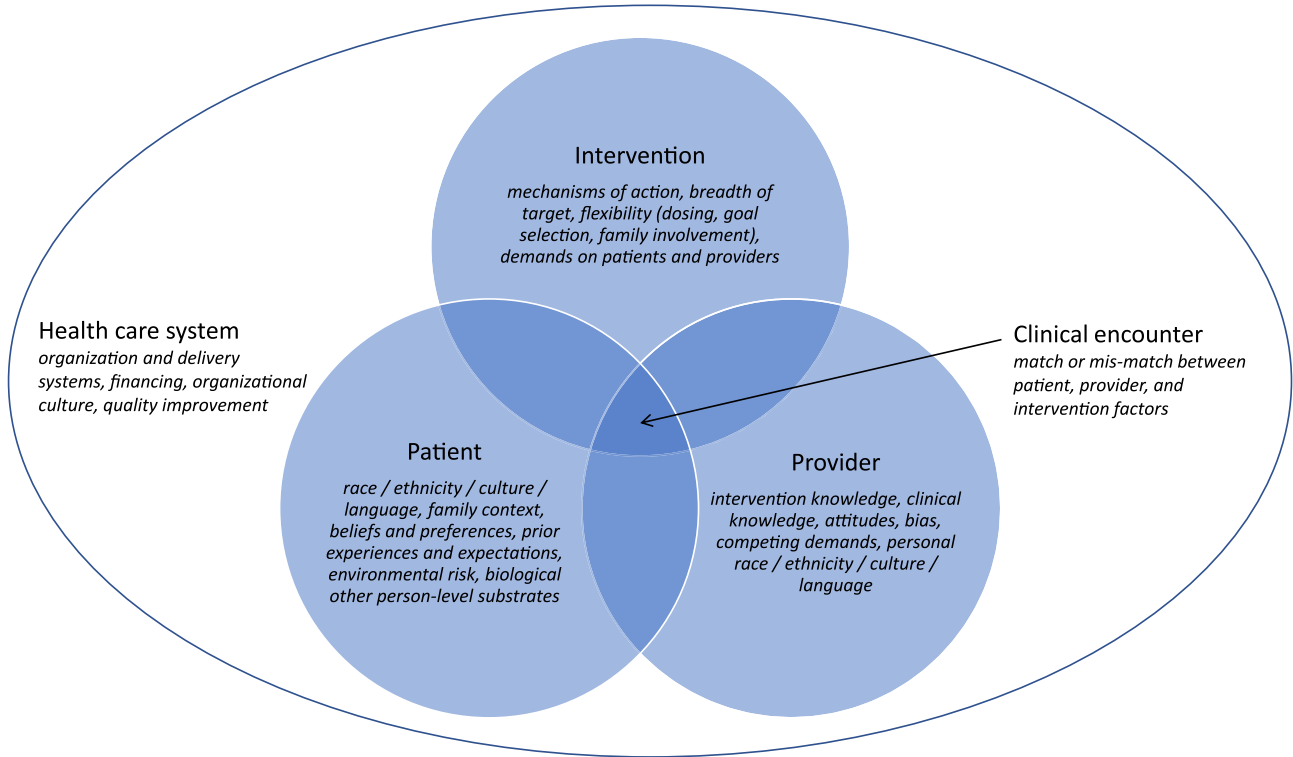 Intervention
mechanisms of action, breadth of
target, flexibility (dosing, goal
selection, family involvement),
demands on patients and providers
Health care system
organization and delivery
systems, financing, organizational
culture, quality improvement
Clinical encounter
match or mis-match between
patient, provider, and
intervention factors
Patient
race / ethnicity / culture /
language, family context,
beliefs and preferences, prior
experiences and expectations,
environmental risk, biological
other person-level substrates
Provider
intervention knowledge, clinical
knowledge, attitudes, bias,
competing demands, personal
race / ethnicity / culture /
language